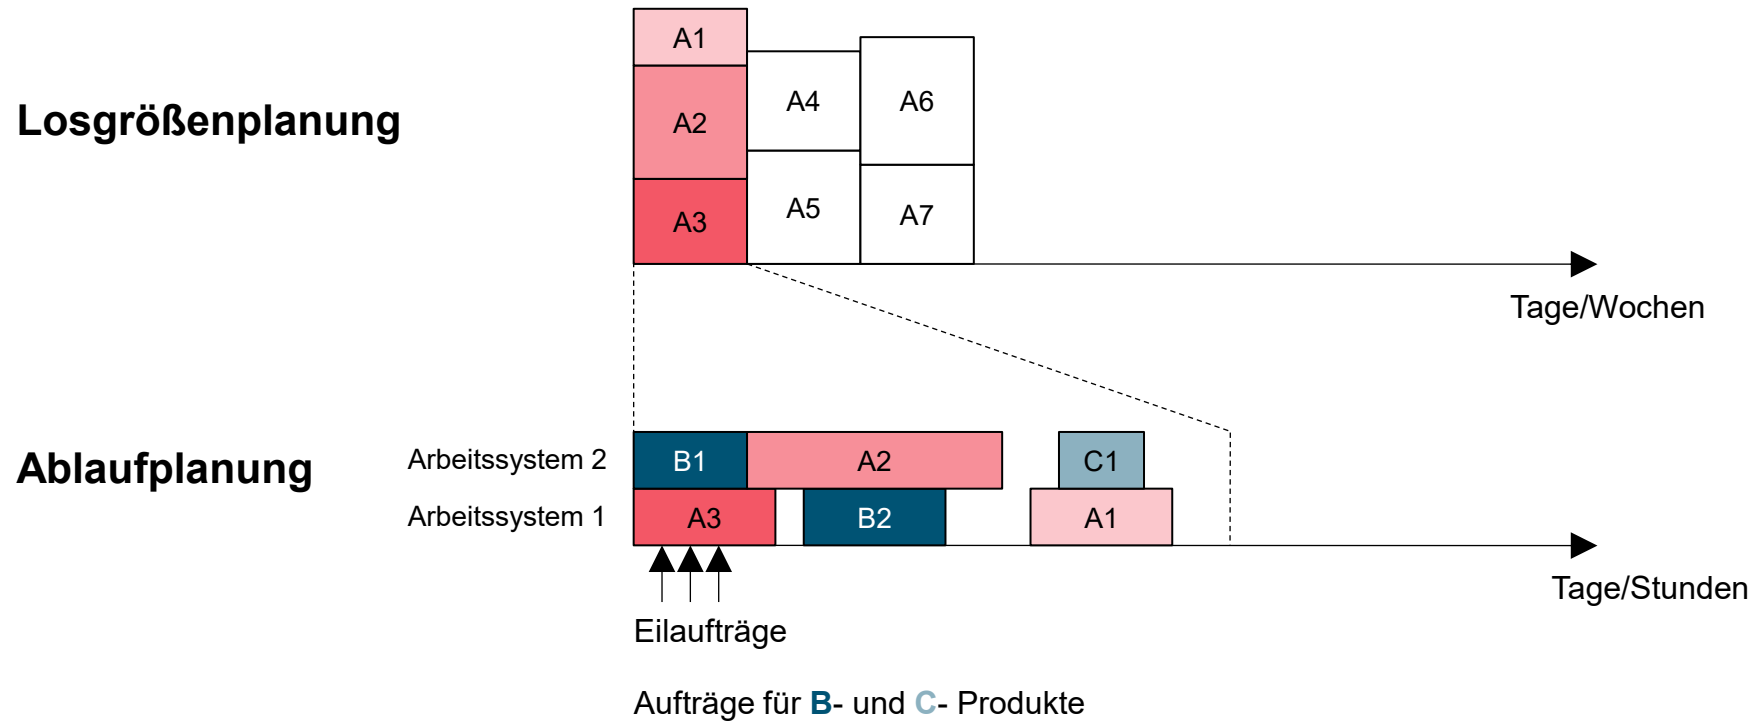 Losgrößenplanung
A1
A2
A3
A4
A5
A6
A7
Tage/Wochen
Ablaufplanung
Arbeitssystem 2
B1
A2
C1
Arbeitssystem 1
A3
B2
A1
Tage/Stunden
Eilaufträge
Aufträge für B- und C- Produkte